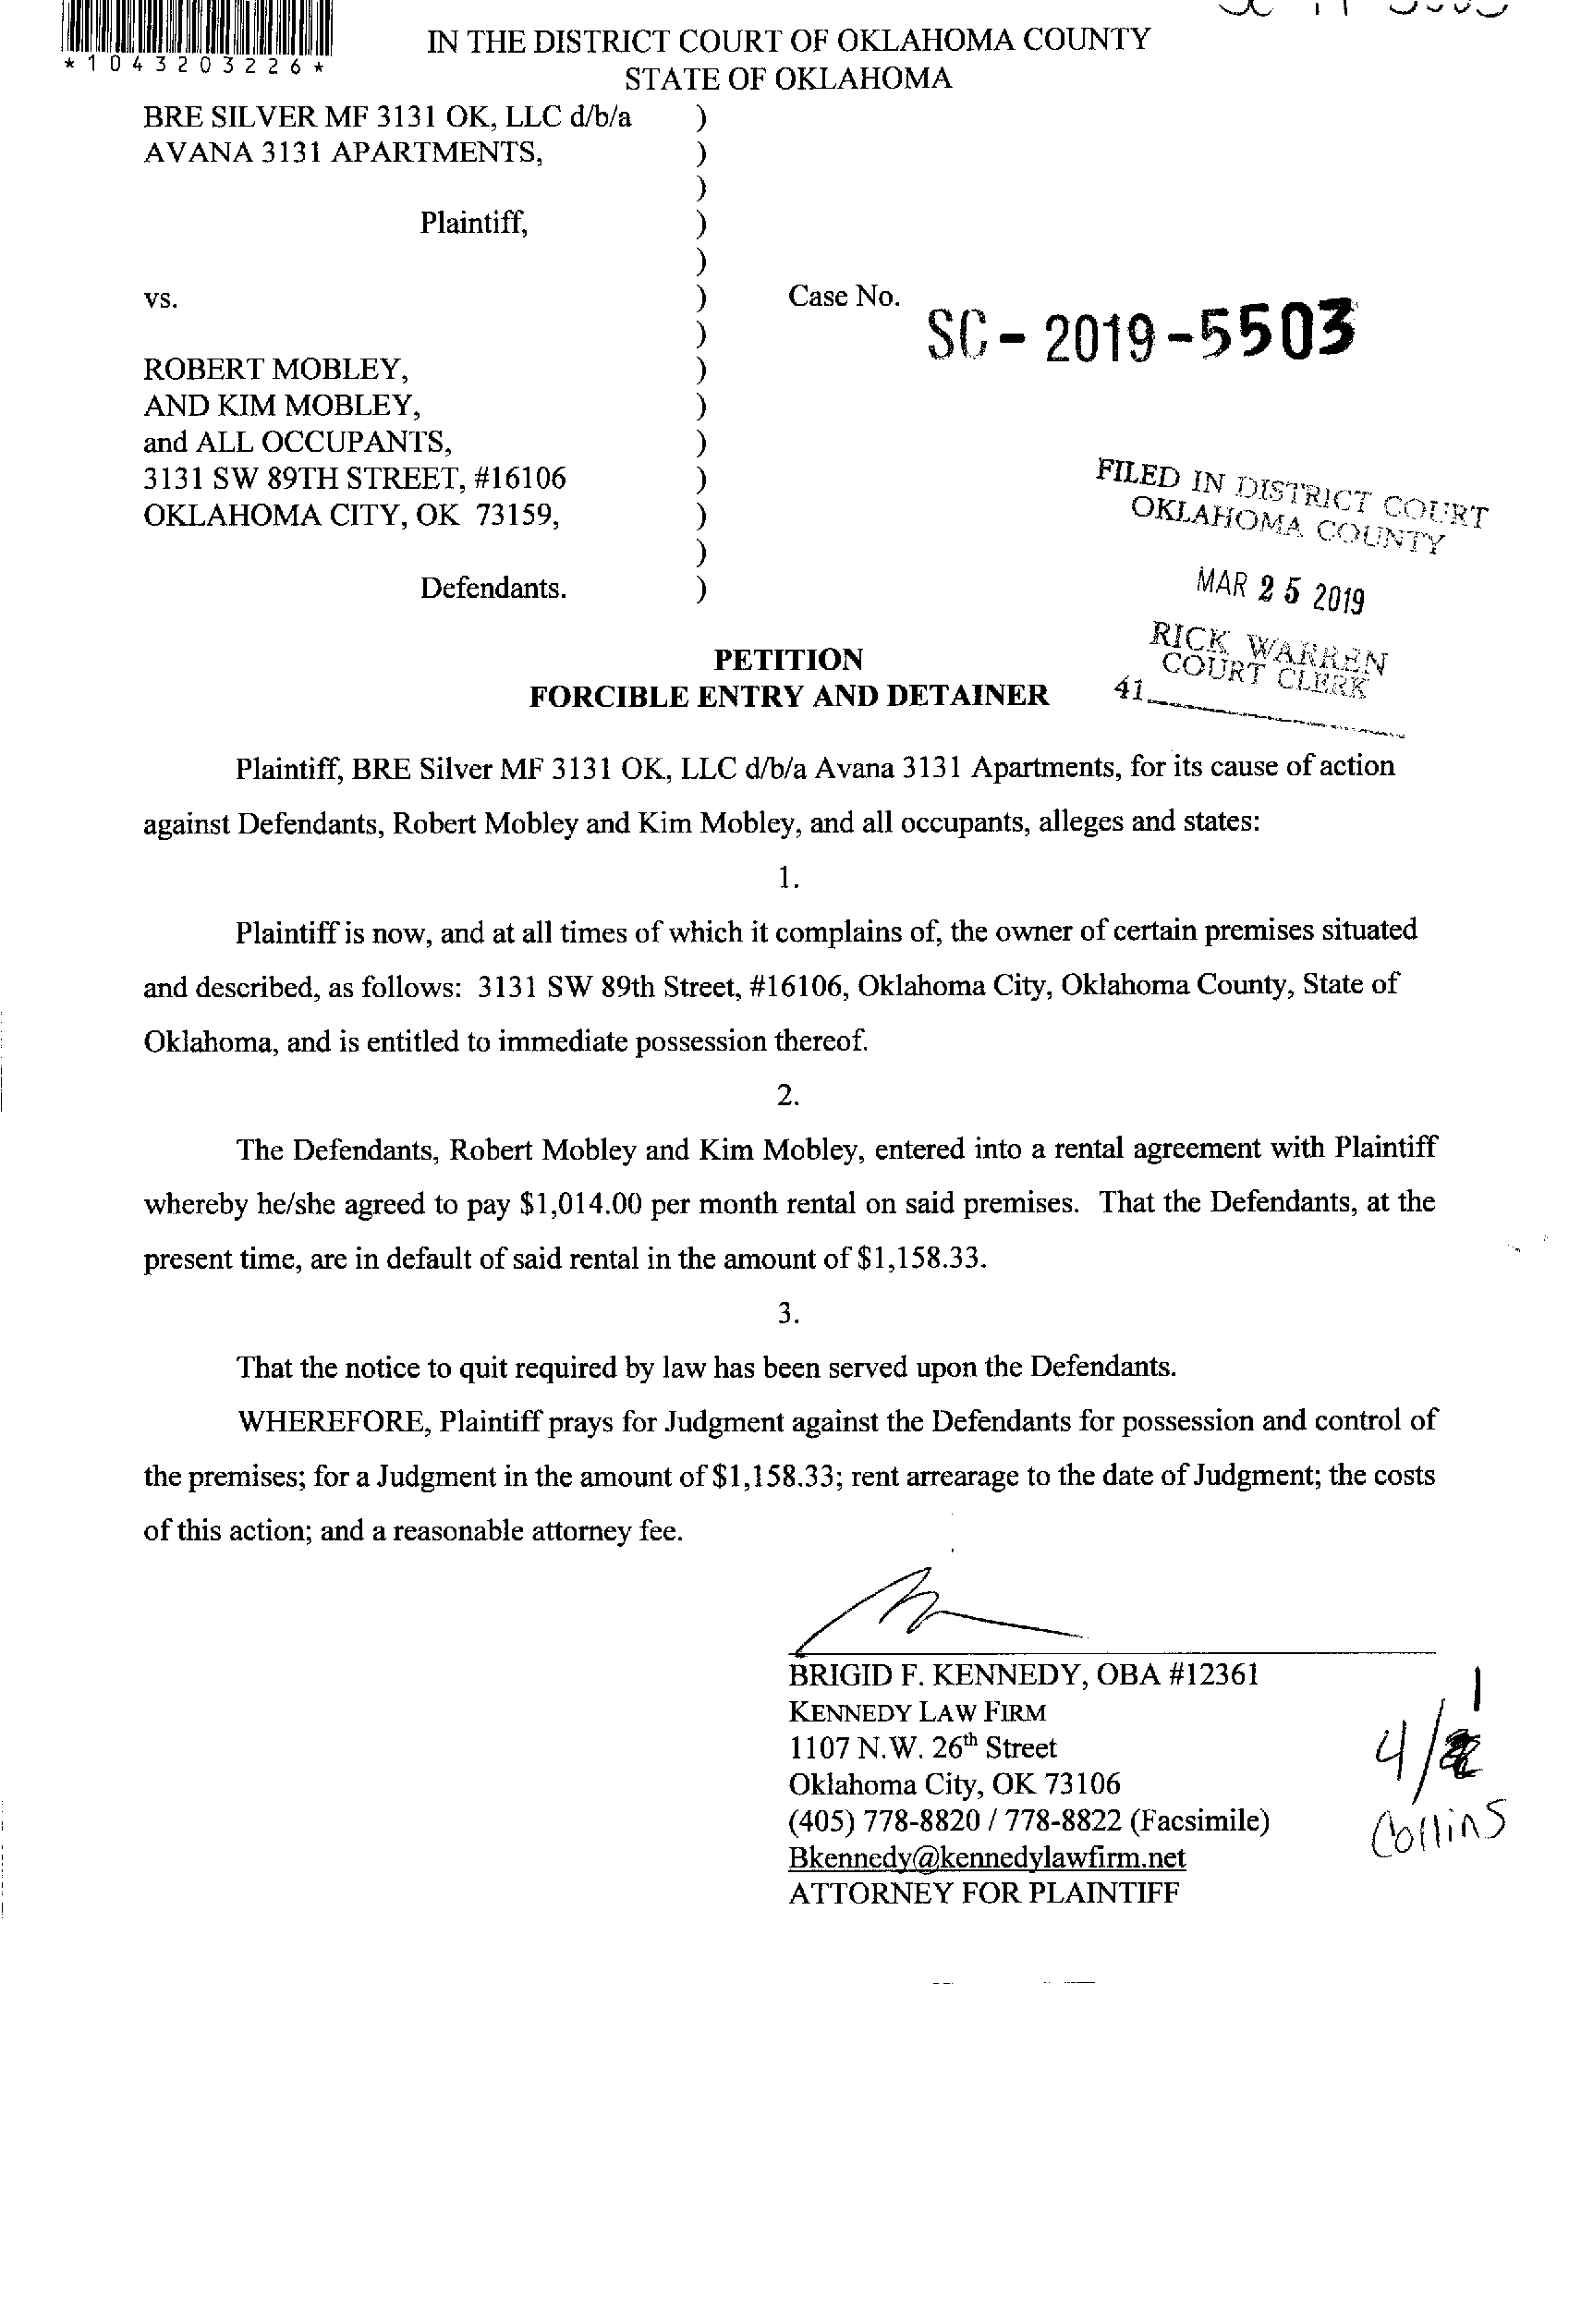 *1043203226*
IN THE DISTRICT COURT OF OKLAHOMA COUNTY
STATE OF OKLAHOMA
BRE SILVER MF 3131 OK, LLC d/b/a )
AVANA 3131 APARTMENTS, )
)
Plaintiff, )
)
vs. ) Case No. SC-2019-5503
)
ROBERT MOBLEY, )
AND KIM MOBLEY, )
and ALL OCCUPANTS, )
3131 SW 89TH STREET, #16106 )
OKLAHOMA CITY, OK 73159, )
)
Defendants. )
FILED IN DISTRICT COURT
OKLAHOMA COUNTY
MAR 25 2019
RICK WARREN
COURT CLERK
41
PETITION
FORCIBLE ENTRY AND DETAINER
Plaintiff, BRE Silver MF 3131 OK, LLC d/b/a Avana 3131 Apartments, for its cause of action
against Defendants, Robert Mobley and Kim Mobley, and all occupants, alleges and states:
1.
Plaintiff is now, and at all times of which it complains of, the owner of certain premises situated
and described, as follows: 3131 SW 89th Street, #16106, Oklahoma City, Oklahoma County, State of
Oklahoma, and is entitled to immediate possession thereof.
2.
The Defendants, Robert Mobley and Kim Mobley, entered into a rental agreement with Plaintiff
whereby he/she agreed to pay $1,014.00 per month rental on said premises. That the Defendants, at the
present time, are in default of said rental in the amount of $1,158.33.
3.
That the notice to quit required by law has been served upon the Defendants.
WHEREFORE, Plaintiff prays for Judgment against the Defendants for possession and control of
the premises; for a Judgment in the amount of $1,158.33; rent arrearage to the date of Judgment; the costs
of this action; and a reasonable attorney fee.
BRIGID F. KENNEDY, OBA #12361
KENNEDY LAW FIRM
1107 N.W. 26th Street
Oklahoma City, OK 73106
(405) 778-8820 / 778-8822 (Facsimile)
Bkennedy@kennedylawfirm.net
ATTORNEY FOR PLAINTIFF
4/1
Collins